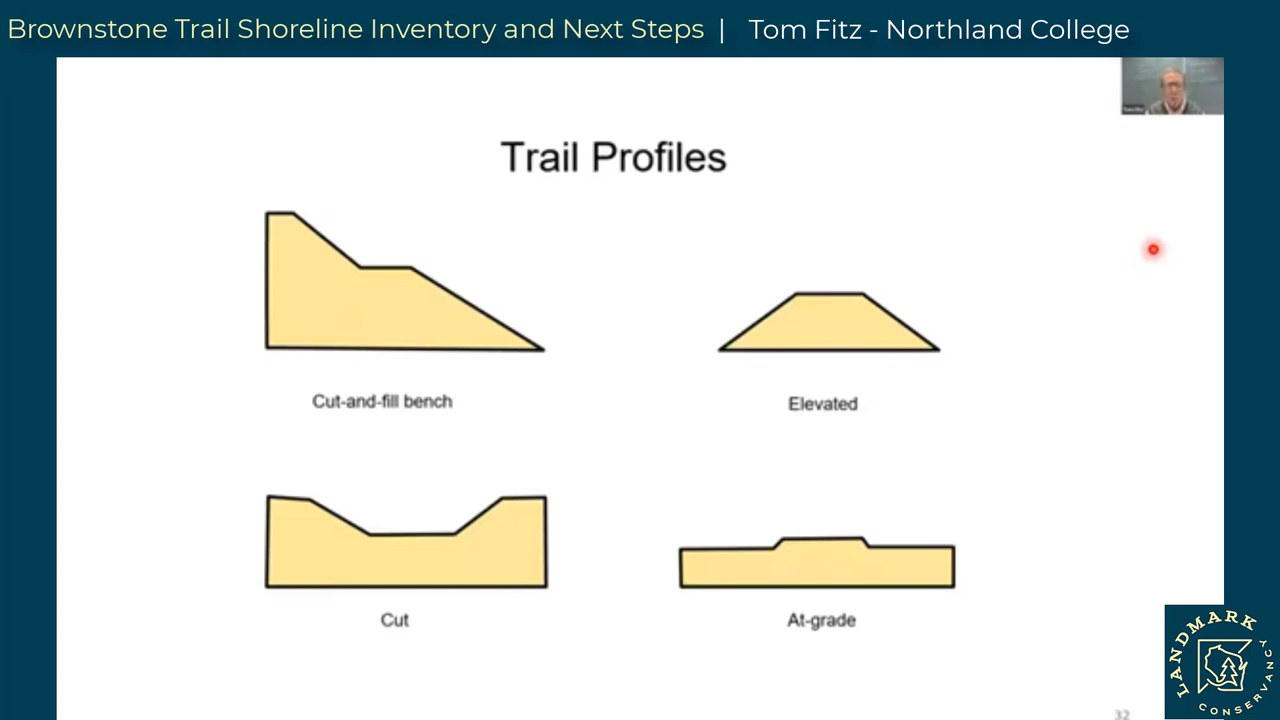 Brownstone Trail Shoreline Inventory and Next Steps | Tom Fitz - Northland College
Trail Profiles
Cut-and-fill bench
Elevated
Cut
At-grade
32
LANDMARK
CONSERVANCY